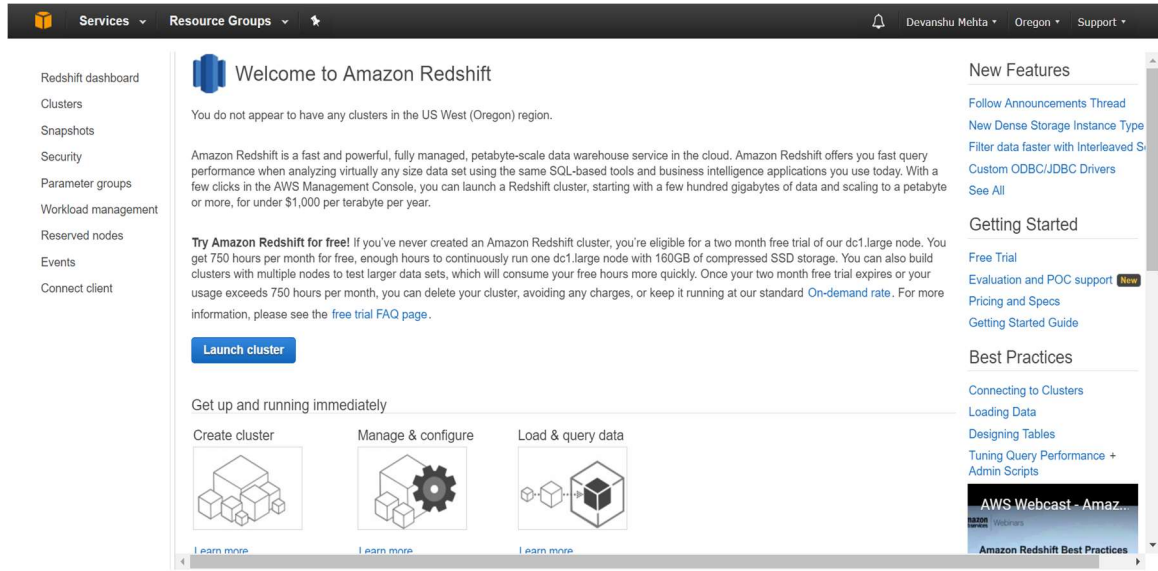 Services
Resource Groups
Devanshu Mehta
Oregon
Support
Redshift dashboard
Clusters
Snapshots
Security
Parameter groups
Workload management
Reserved nodes
Events
Connect client
Welcome to Amazon Redshift
You do not appear to have any clusters in the US West (Oregon) region.
Amazon Redshift is a fast and powerful, fully managed, petabyte-scale data warehouse service in the cloud. Amazon Redshift offers you fast query
performance when analyzing virtually any size data set using the same SQL-based tools and business intelligence applications you use today. With a
few clicks in the AWS Management Console, you can launch a Redshift cluster, starting with a few hundred gigabytes of data and scaling to a petabyte
or more, for under $1,000 per terabyte per year.
Try Amazon Redshift for free! If you've never created an Amazon Redshift cluster, you're eligible for a two month free trial of our dc1.large node. You
get 750 hours per month for free, enough hours to continuously run one dc1.large node with 160GB of compressed SSD storage. You can also build
clusters with multiple nodes to test larger data sets, which will consume your free hours more quickly. Once your two month free trial expires or your
usage exceeds 750 hours per month, you can delete your cluster, avoiding any charges, or keep it running at our standard On-demand rate. For more
information, please see the free trial FAQ page.
Launch cluster
Get up and running immediately
Create cluster
Manage & configure
Load & query data
Learn more
Learn more
Learn more
New Features
Follow Announcements Thread
New Dense Storage Instance Type
Filter data faster with Interleaved S
Custom ODBC/JDBC Drivers
See All
Getting Started
Free Trial
Evaluation and POC support New
Pricing and Specs
Getting Started Guide
Best Practices
Connecting to Clusters
Loading Data
Designing Tables
Tuning Query Performance +
Admin Scripts
AWS Webcast - Amaz...
Webinars
Amazon Redshift Best Practices